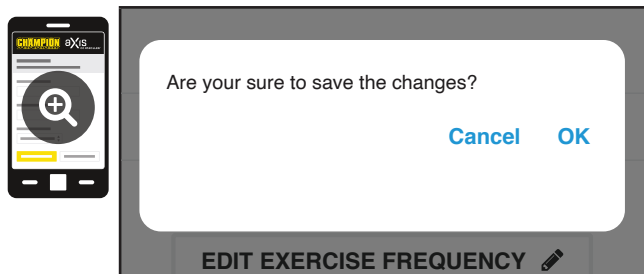 CHAMPION aXis
Are your sure to save the changes?
Cancel OK
EDIT EXERCISE FREQUENCY